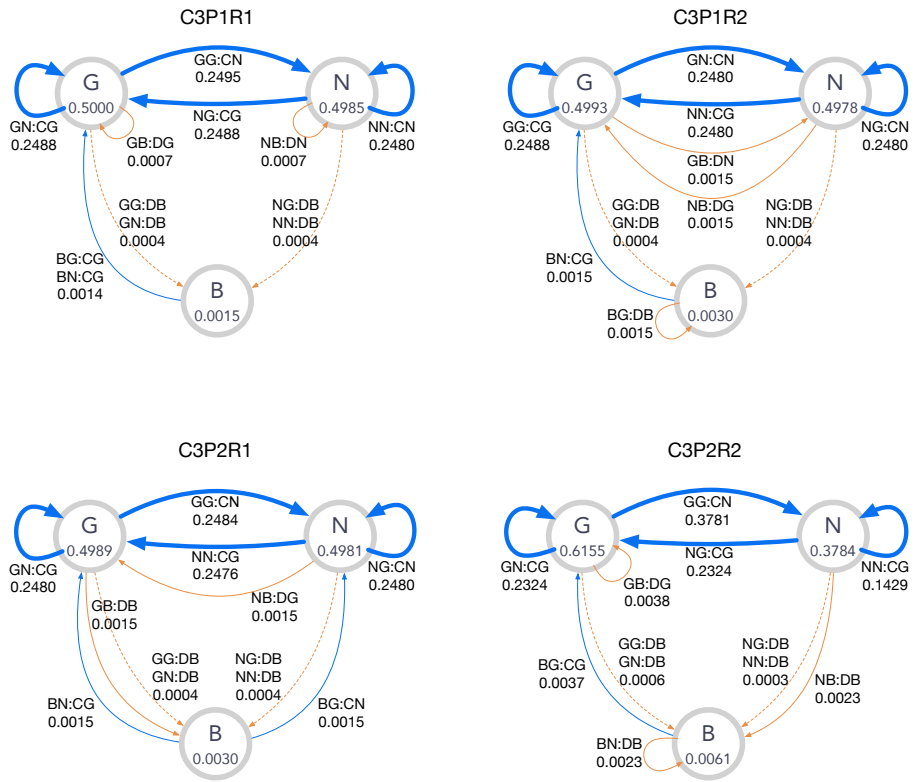 C3P1R1
G
0.5000
N
0.4985
GG:CN
0.2495
NG:CG
0.2488
GN:CG
0.2488
NN:CN
0.2480
GB:DG
0.0007
NB:DN
0.0007
GG:DB
GN:DB
0.0004
NG:DB
NN:DB
0.0004
BG:CG
BN:CG
0.0014
B
0.0015
C3P1R2
G
0.4993
N
0.4978
GN:CN
0.2480
NN:CG
0.2480
GG:CG
0.2488
NG:CN
0.2480
GB:DN
0.0015
NB:DG
0.0015
GG:DB
GN:DB
0.0004
NG:DB
NN:DB
0.0004
BN:CG
0.0015
B
0.0030
BG:DB
0.0015
C3P2R1
G
0.4989
N
0.4981
GG:CN
0.2484
NN:CG
0.2476
GN:CG
0.2480
NG:CN
0.2480
GB:DB
0.0015
NB:DG
0.0015
GG:DB
GN:DB
0.0004
NG:DB
NN:DB
0.0004
BN:CG
0.0015
BG:CN
0.0015
B
0.0030
C3P2R2
G
0.6155
N
0.3784
GG:CN
0.3781
NG:CG
0.2324
GN:CG
0.2324
NN:CG
0.1429
GB:DG
0.0038
GG:DB
GN:DB
0.0006
NG:DB
NN:DB
0.0003
BG:CG
0.0037
NB:DB
0.0023
B
0.0061
BN:DB
0.0023